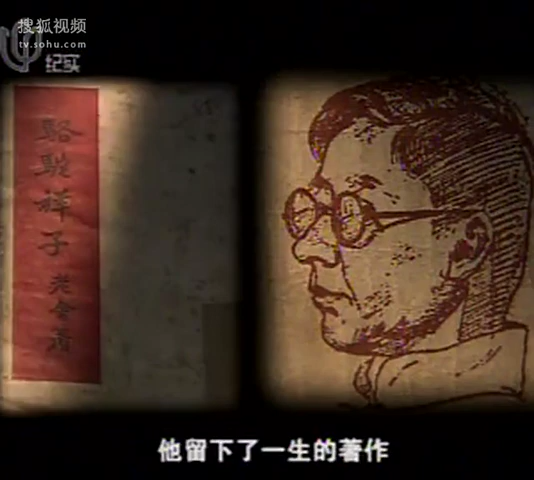 搜狐视频
tv.sohu.com
纪实
駱駝祥子 老舍著
他留下了一生的著作